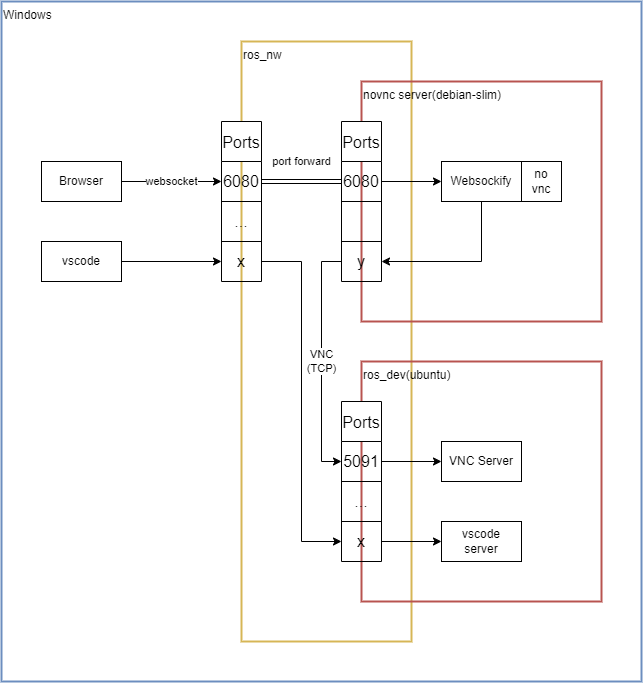 Windows
ros_nw
novnc server(debian-slim)
Ports
Ports
port forward
Browser
websocket
6080
6080
Websockify
no
vnc
...
vscode
x
y
VNC
(TCP)
ros_dev(ubuntu)
Ports
5091
VNC Server
...
x
vscode
server